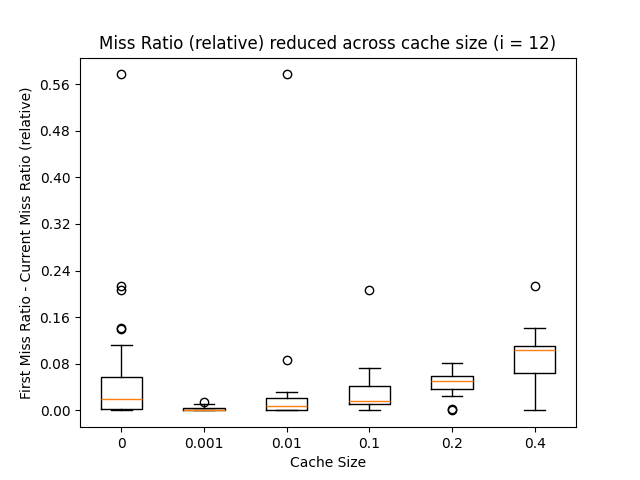 Miss Ratio (relative) reduced across cache size (i = 12)
First Miss Ratio - Current Miss Ratio (relative)
0.56
0.48
0.40
0.32
0.24
0.16
0.08
0.00
0 0.001 0.01 0.1 0.2 0.4
Cache Size